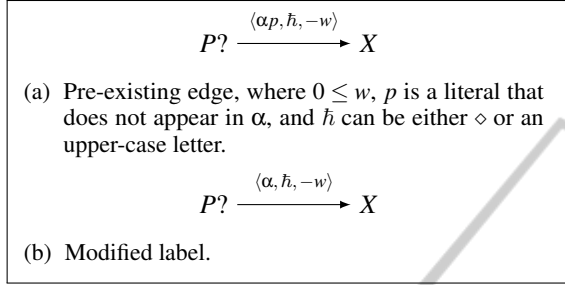 ⟨αp, ℏ, −w⟩
P? X
(a) Pre-existing edge, where 0 ≤ w, p is a literal that
does not appear in α, and ℏ can be either ⋄ or an
upper-case letter.
⟨α, ℏ, −w⟩
P? X
(b) Modified label.